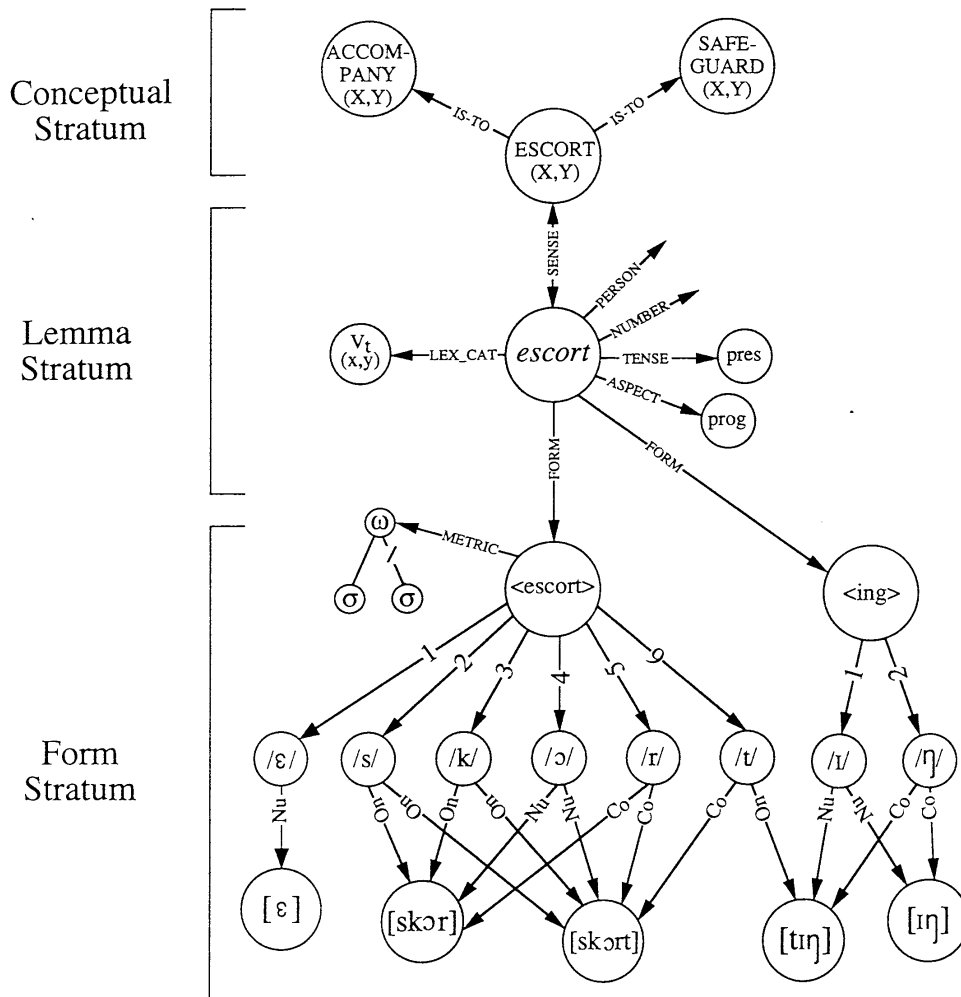 Conceptual
Stratum
ACCOM-
PANY
(X,Y)
SAFE-
GUARD
(X,Y)
IS-TO
IS-TO
ESCORT
(X,Y)
SENSE
Lemma
Stratum
PERSON
NUMBER
Vt
(x,y)
LEX_CAT
escort
TENSE
pres
ASPECT
prog
FORM
FORM
Form
Stratum
ω
METRIC
σ
σ
<escort>
<ing>
1
2
3
4
5
6
1
2
/ɛ/
/s/
/k/
/ɔ/
/r/
/t/
/ɪ/
/ŋ/
Nu
On
On
On
On
Nu
Nu
Co
Co
Co
On
Nu
Nu
Co
Co
[ɛ]
[skɔr]
[skɔrt]
[tɪŋ]
[ɪŋ]